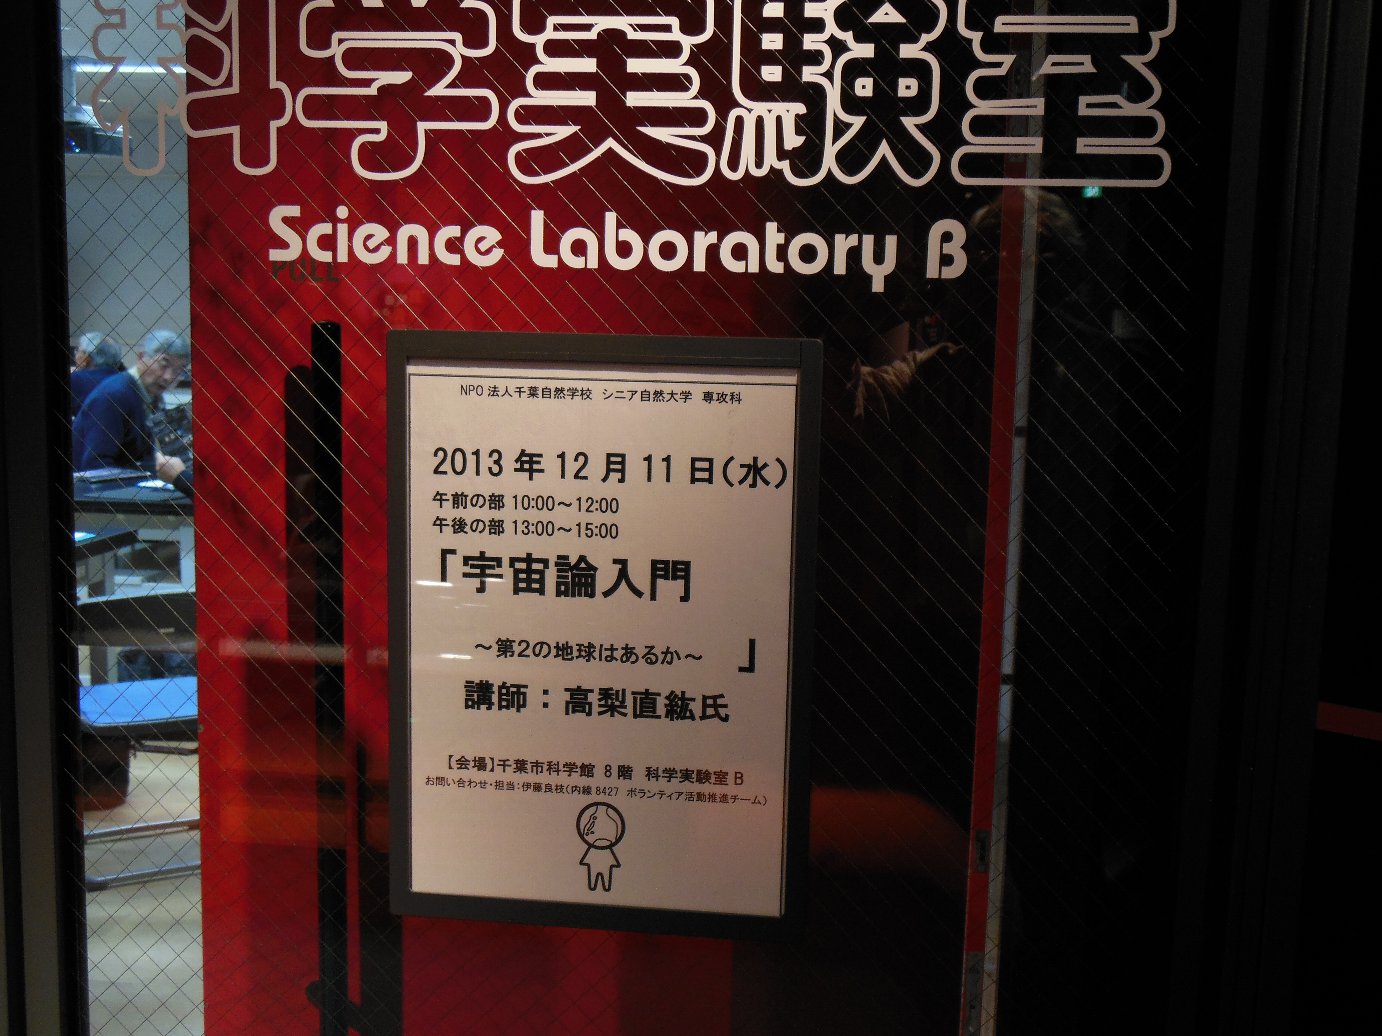 科学実験室
Science Laboratory B
PULL
NPO 法人千葉自然学校 シニア自然大学 専攻科
2013 年 12 月 11 日(水)
午前の部 10:00～12:00
午後の部 13:00～15:00
「宇宙論入門
～第2の地球はあるか～ 」
講師：高梨直紘氏
【会場】千葉市科学館 8 階 科学実験室 B
お問い合わせ・担当：伊藤良枝(内線 8427 ボランティア活動推進チーム)